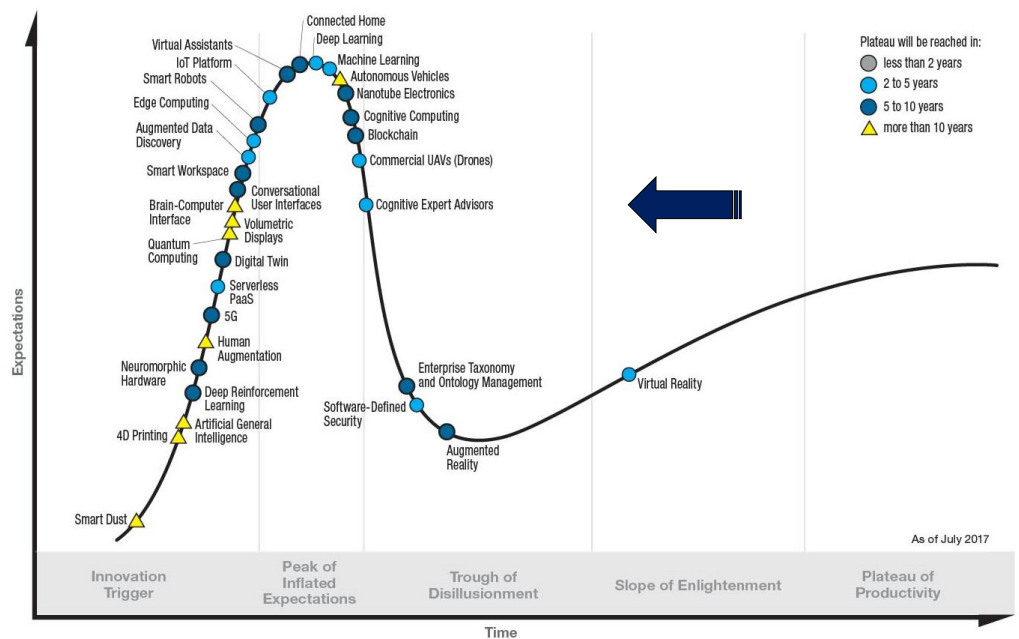 Connected Home
Deep Learning
Virtual Assistants
IoT Platform
Smart Robots
Edge Computing
Augmented Data
Discovery
Smart Workspace
Brain-Computer
Interface
Quantum
Computing
Machine Learning
Autonomous Vehicles
Nanotube Electronics
Cognitive Computing
Blockchain
Commercial UAVs (Drones)
Cognitive Expert Advisors
Conversational
User Interfaces
Volumetric
Displays
Digital Twin
Serverless
PaaS
5G
Human
Augmentation
Neuromorphic
Hardware
Deep Reinforcement
Learning
Artificial General
Intelligence
4D Printing
Smart Dust
Enterprise Taxonomy
and Ontology Management
Software-Defined
Security
Augmented
Reality
Virtual Reality
Plateau will be reached in:
less than 2 years
2 to 5 years
5 to 10 years
more than 10 years
As of July 2017
Expectations
Innovation
Trigger
Peak of
Inflated
Expectations
Trough of
Disillusionment
Slope of Enlightenment
Plateau of
Productivity
Time